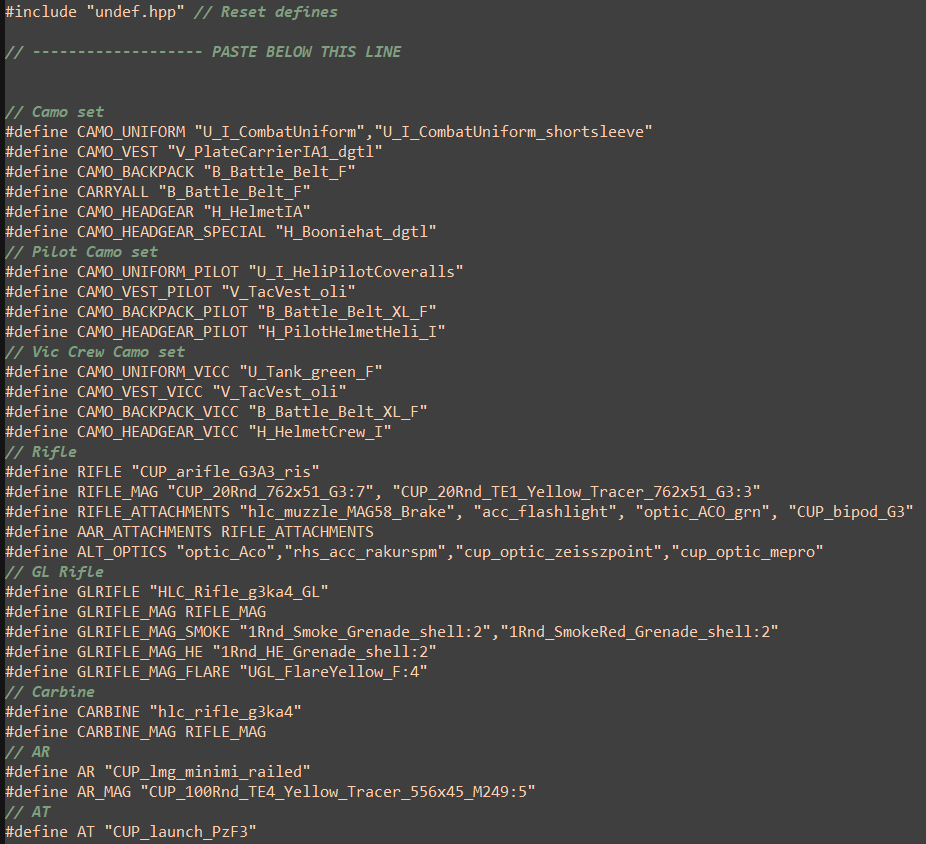 #include "undef.hpp" // Reset defines
// ------------------- PASTE BELOW THIS LINE
// Camo set
#define CAMO_UNIFORM "U_I_CombatUniform","U_I_CombatUniform_shortsleeve"
#define CAMO_VEST "V_PlateCarrierIA1_dgtl"
#define CAMO_BACKPACK "B_Battle_Belt_F"
#define CARRYALL "B_Battle_Belt_F"
#define CAMO_HEADGEAR "H_HelmetIA"
#define CAMO_HEADGEAR_SPECIAL "H_Booniehat_dgtl"
// Pilot Camo set
#define CAMO_UNIFORM_PILOT "U_I_HeliPilotCoveralls"
#define CAMO_VEST_PILOT "V_TacVest_oli"
#define CAMO_BACKPACK_PILOT "B_Battle_Belt_XL_F"
#define CAMO_HEADGEAR_PILOT "H_PilotHelmetHeli_I"
// Vic Crew Camo set
#define CAMO_UNIFORM_VICC "U_Tank_green_F"
#define CAMO_VEST_VICC "V_TacVest_oli"
#define CAMO_BACKPACK_VICC "B_Battle_Belt_XL_F"
#define CAMO_HEADGEAR_VICC "H_HelmetCrew_I"
// Rifle
#define RIFLE "CUP_arifle_G3A3_ris"
#define RIFLE_MAG "CUP_20Rnd_762x51_G3:7", "CUP_20Rnd_TE1_Yellow_Tracer_762x51_G3:3"
#define RIFLE_ATTACHMENTS "hlc_muzzle_MAG58_Brake", "acc_flashlight", "optic_ACO_grn", "CUP_bipod_G3"
#define AAR_ATTACHMENTS RIFLE_ATTACHMENTS
#define ALT_OPTICS "optic_Aco","rhs_acc_rakurspm","cup_optic_zeisszpoint","cup_optic_mepro"
// GL Rifle
#define GLRIFLE "HLC_Rifle_g3ka4_GL"
#define GLRIFLE_MAG RIFLE_MAG
#define GLRIFLE_MAG_SMOKE "1Rnd_Smoke_Grenade_shell:2","1Rnd_SmokeRed_Grenade_shell:2"
#define GLRIFLE_MAG_HE "1Rnd_HE_Grenade_shell:2"
#define GLRIFLE_MAG_FLARE "UGL_FlareYellow_F:4"
// Carbine
#define CARBINE "hlc_rifle_g3ka4"
#define CARBINE_MAG RIFLE_MAG
// AR
#define AR "CUP_lmg_minimi_railed"
#define AR_MAG "CUP_100Rnd_TE4_Yellow_Tracer_556x45_M249:5"
// AT
#define AT "CUP_launch_PzF3"